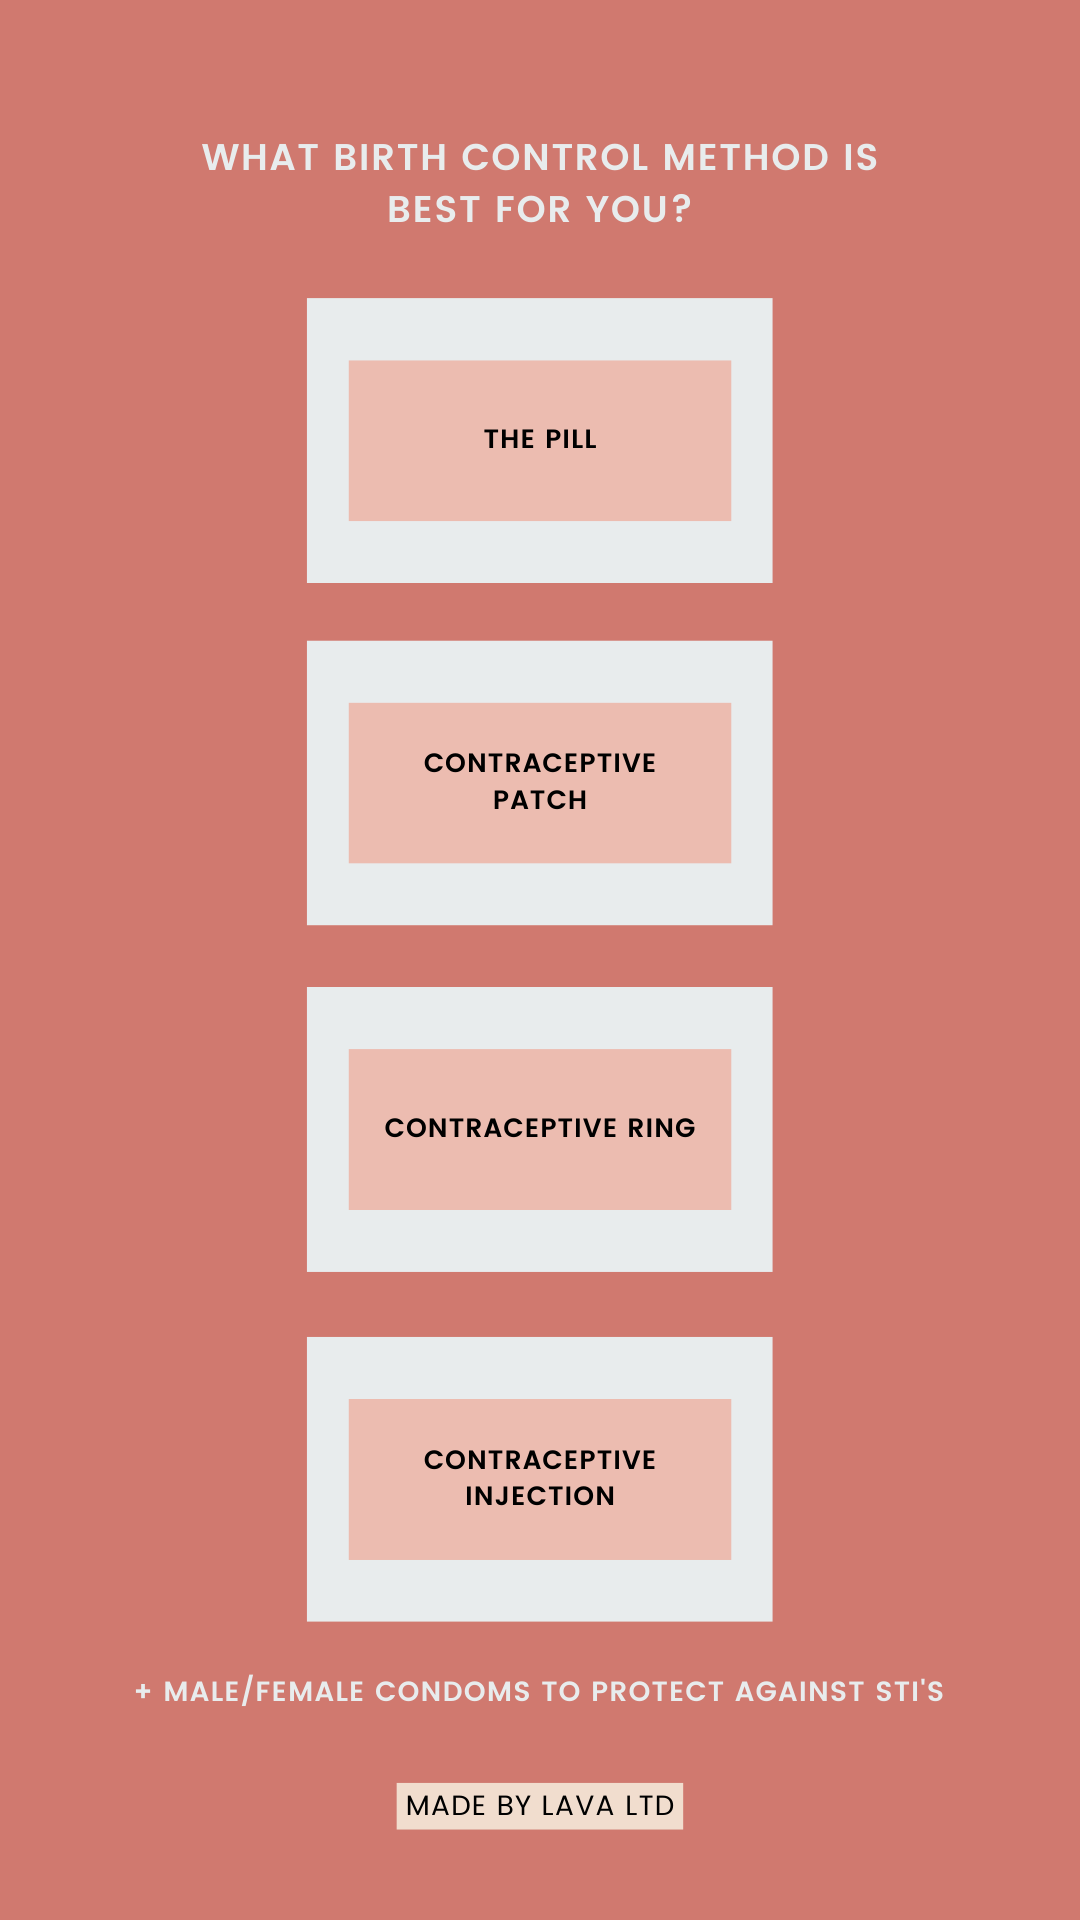 WHAT BIRTH CONTROL METHOD IS
BEST FOR YOU?
THE PILL
CONTRACEPTIVE
PATCH
CONTRACEPTIVE RING
CONTRACEPTIVE
INJECTION
+ MALE/FEMALE CONDOMS TO PROTECT AGAINST STI'S
MADE BY LAVA LTD